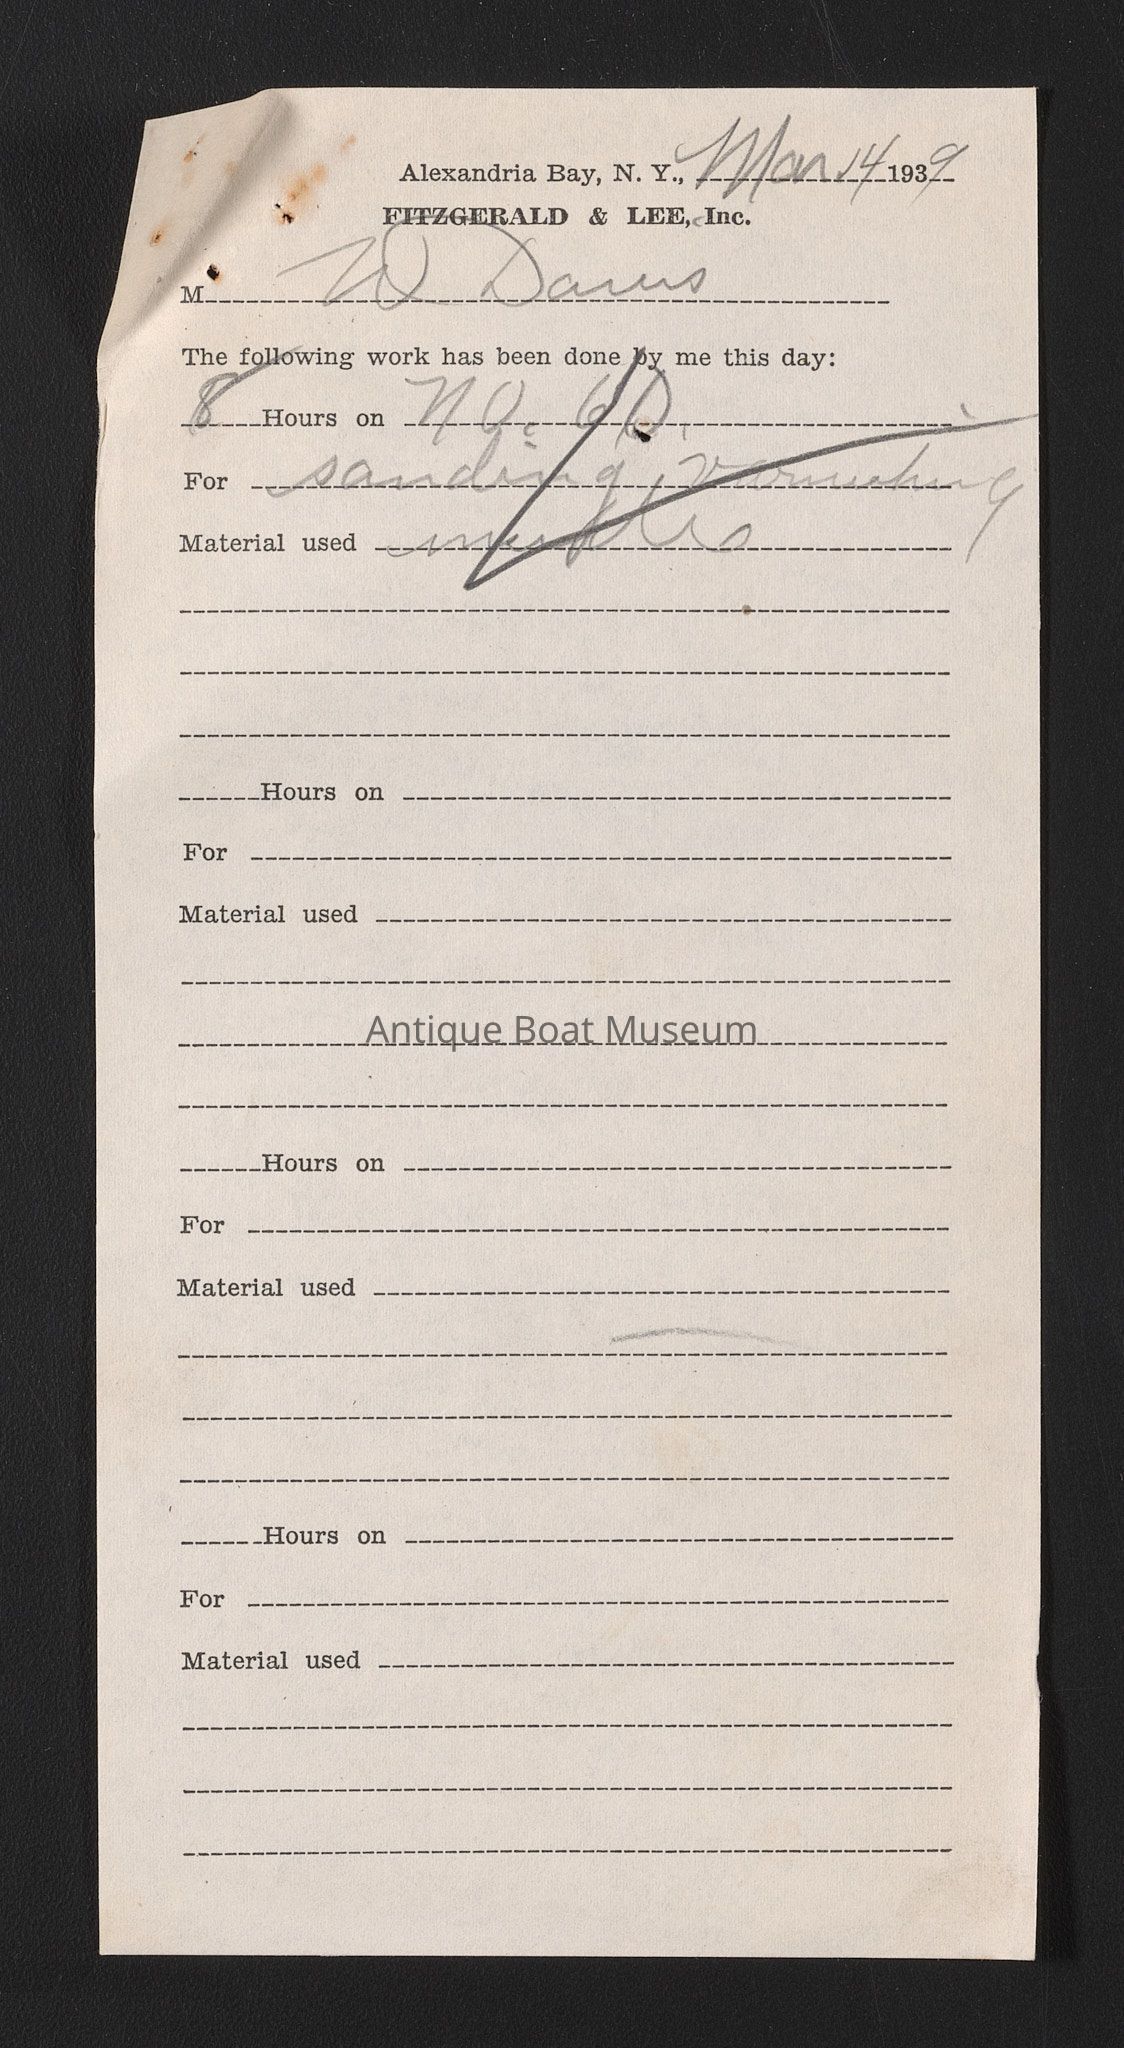 Alexandria Bay, N. Y., Mar 14 1939
FITZGERALD & LEE, Inc.
M W Davis
The following work has been done by me this day:
8 Hours on No. 60.
For sanding, varnishing
Material used
Hours on
For
Material used
Antique Boat Museum
Hours on
For
Material used
Hours on
For
Material used